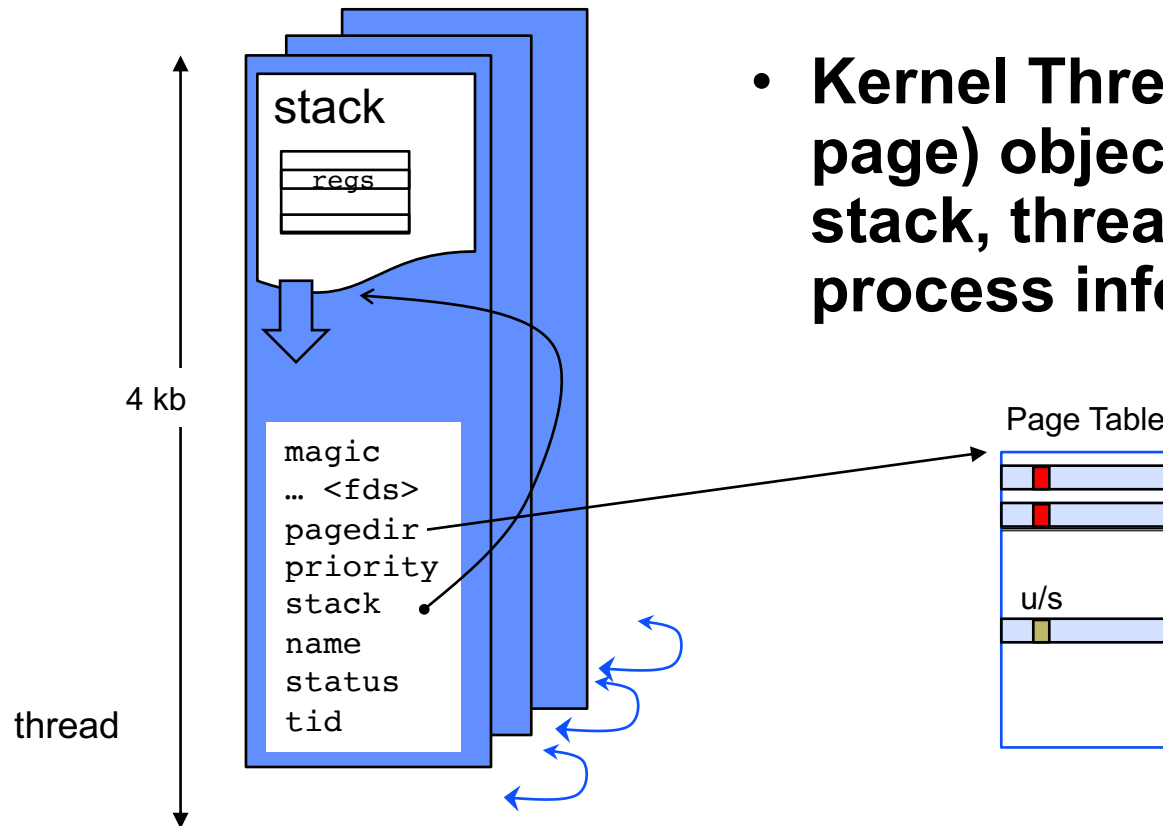 stack
regs
4 kb
magic
… <fds>
pagedir
priority
stack
name
status
tid
thread
• Kernel Thre
page) objec
stack, threa
process inf
Page Table
u/s